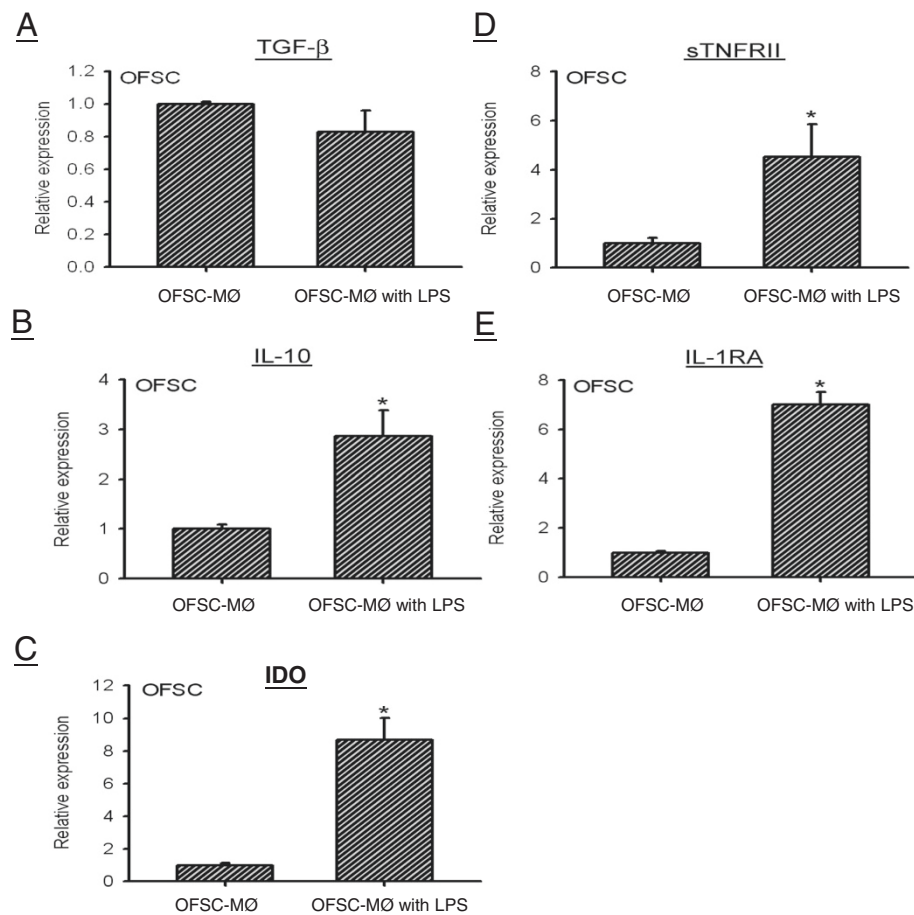 A
TGF-β
OFSC
Relative expression
1.2
1.0
0.8
0.6
0.4
0.2
0.0
OFSC-MØ
OFSC-MØ with LPS
B
IL-10
OFSC
Relative expression
4
3
2
1
0
*
OFSC-MØ
OFSC-MØ with LPS
C
IDO
OFSC
Relative expression
12
10
8
6
4
2
0
*
OFSC-MØ
OFSC-MØ with LPS
D
sTNFRII
OFSC
Relative expression
8
6
4
2
0
*
OFSC-MØ
OFSC-MØ with LPS
E
IL-1RA
OFSC
Relative expression
8
6
4
2
0
*
OFSC-MØ
OFSC-MØ with LPS